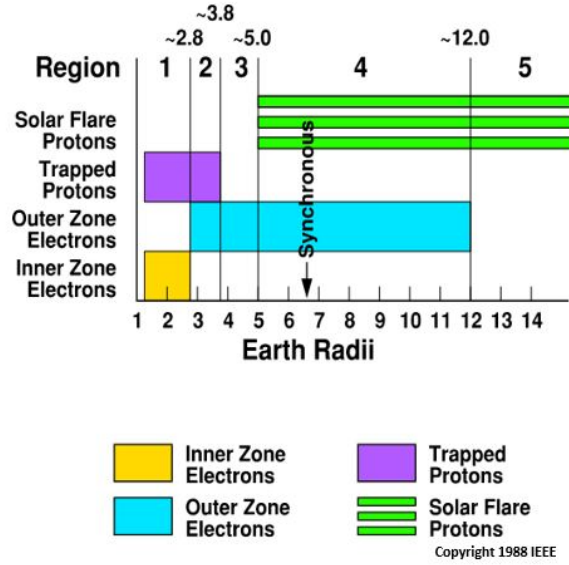 ~3.8
~2.8 ~5.0 ~12.0
Region 1 2 3 4 5
Solar Flare
Protons
Trapped
Protons
Outer Zone
Electrons
Inner Zone
Electrons
Synchronous
1 2 3 4 5 6 7 8 9 10 11 12 13 14
Earth Radii
Inner Zone
Electrons
Trapped
Protons
Outer Zone
Electrons
Solar Flare
Protons
Copyright 1988 IEEE